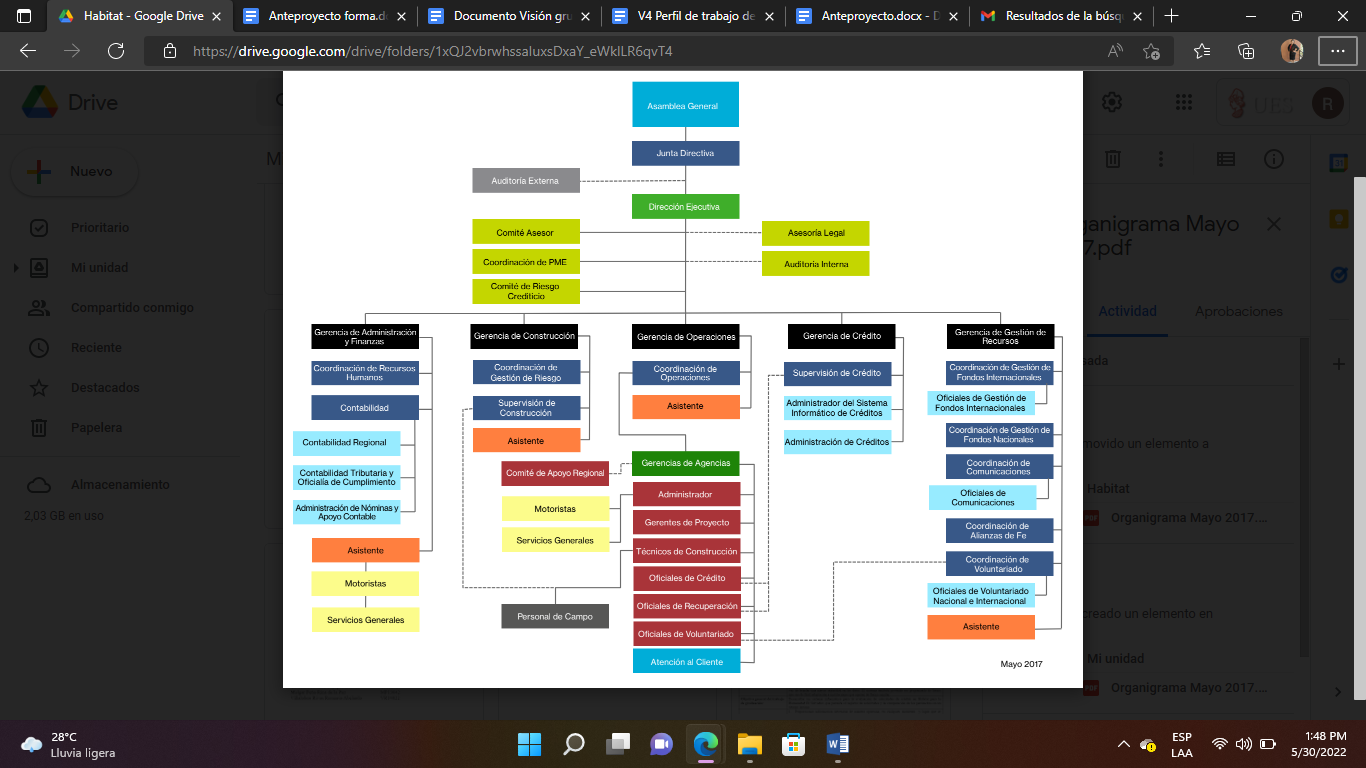 Habitat - Google Drive
Anteproyecto forma.d
Documento Visión gru
V4 Perfil de trabajo de
Anteproyecto.docx - D
Resultados de la búsqu
https://drive.google.com/drive/folders/1xQJ2vbrwhssaluxsDxaY_eWkILR6qvT4
Drive
UES
R
Nuevo
Prioritario
Mi unidad
Compartido conmigo
Reciente
Destacados
Papelera
Almacenamiento
2,03 GB en uso
Asamblea General
Junta Directiva
Auditoría Externa
Dirección Ejecutiva
Comité Asesor
Asesoría Legal
Coordinación de PME
Auditoría Interna
Comité de Riesgo
Crediticio
Gerencia de Administración
y Finanzas
Coordinación de Recursos
Humanos
Contabilidad
Contabilidad Regional
Contabilidad Tributaria y
Oficialía de Cumplimiento
Administración de Nóminas y
Apoyo Contable
Asistente
Motoristas
Servicios Generales
Gerencia de Construcción
Coordinación de
Gestión de Riesgo
Supervisión de
Construcción
Asistente
Comité de Apoyo Regional
Motoristas
Servicios Generales
Personal de Campo
Gerencia de Operaciones
Coordinación de
Operaciones
Asistente
Gerencias de Agencias
Administrador
Gerentes de Proyecto
Técnicos de Construcción
Oficiales de Crédito
Oficiales de Recuperación
Oficiales de Voluntariado
Atención al Cliente
Gerencia de Crédito
Supervisión de Crédito
Administrador del Sistema
Informático de Créditos
Administración de Créditos
Gerencia de Gestión de
Recursos
Coordinación de Gestión de
Fondos Internacionales
Oficiales de Gestión de
Fondos Internacionales
Coordinación de Gestión de
Fondos Nacionales
Coordinación de
Comunicaciones
Oficiales de
Comunicaciones
Coordinación de
Alianzas de Fe
Coordinación de
Voluntariado
Oficiales de Voluntariado
Nacional e Internacional
Asistente
Mayo 2017
ganigrama Mayo
7.pdf
Actividad
Aprobaciones
sada
movido un elemento a
Habitat
Organigrama Mayo 2017....
creado un elemento en
Mi unidad
Organigrama Mayo 2017....
28°C
Lluvia ligera
ESP
LAA
1:48 PM
5/30/2022